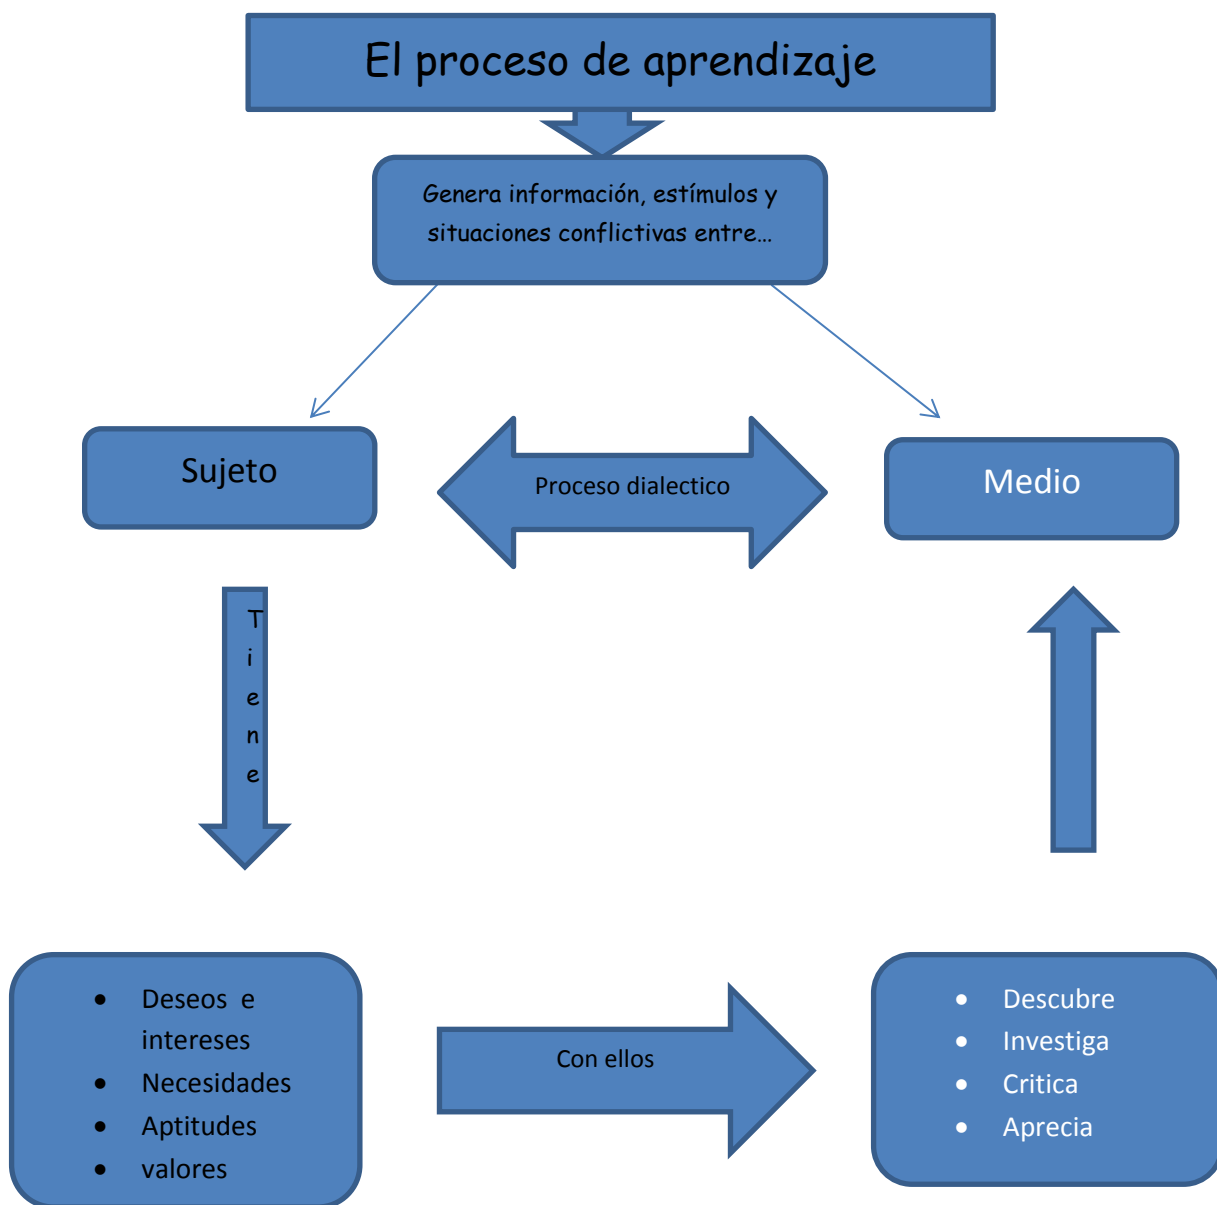 El proceso de aprendizaje
Genera información, estímulos y
situaciones conflictivas entre...
Sujeto
Proceso dialectico
Medio
T
i
e
n
e
• Deseos e
intereses
• Necesidades
• Aptitudes
• valores
Con ellos
• Descubre
• Investiga
• Critica
• Aprecia